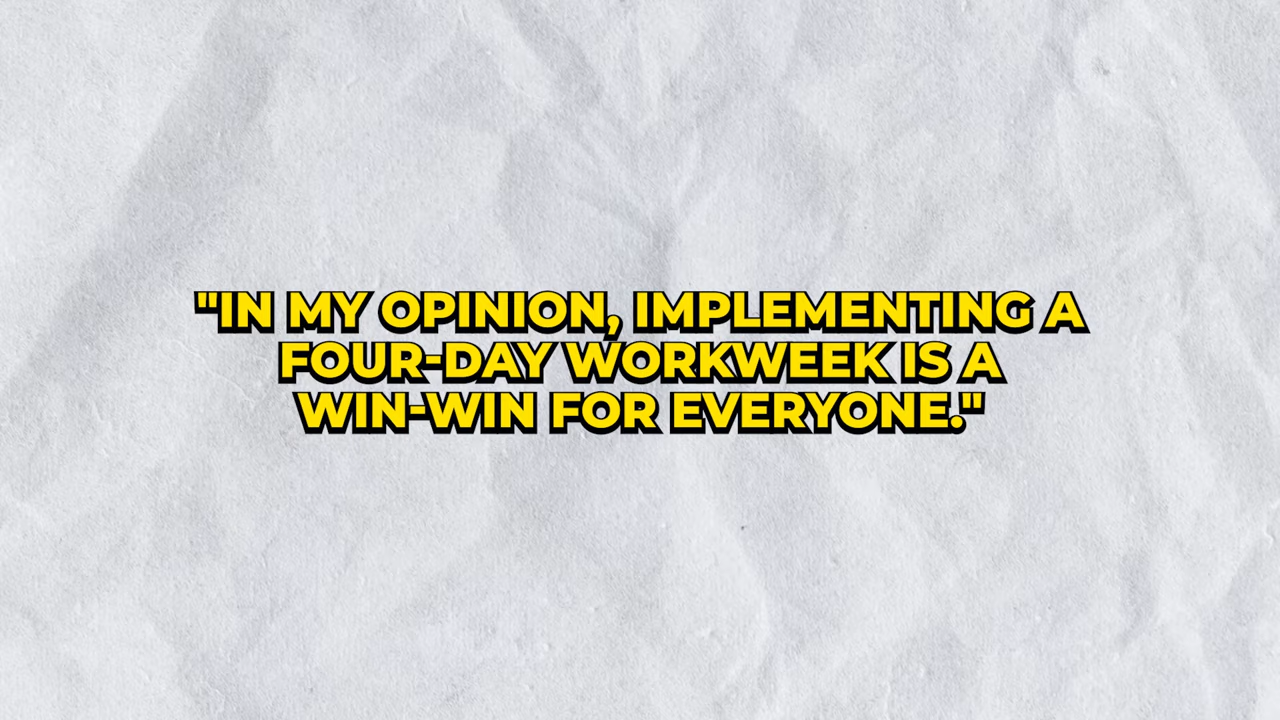 "IN MY OPINION, IMPLEMENTING A
FOUR-DAY WORKWEEK IS A
WIN-WIN FOR EVERYONE."